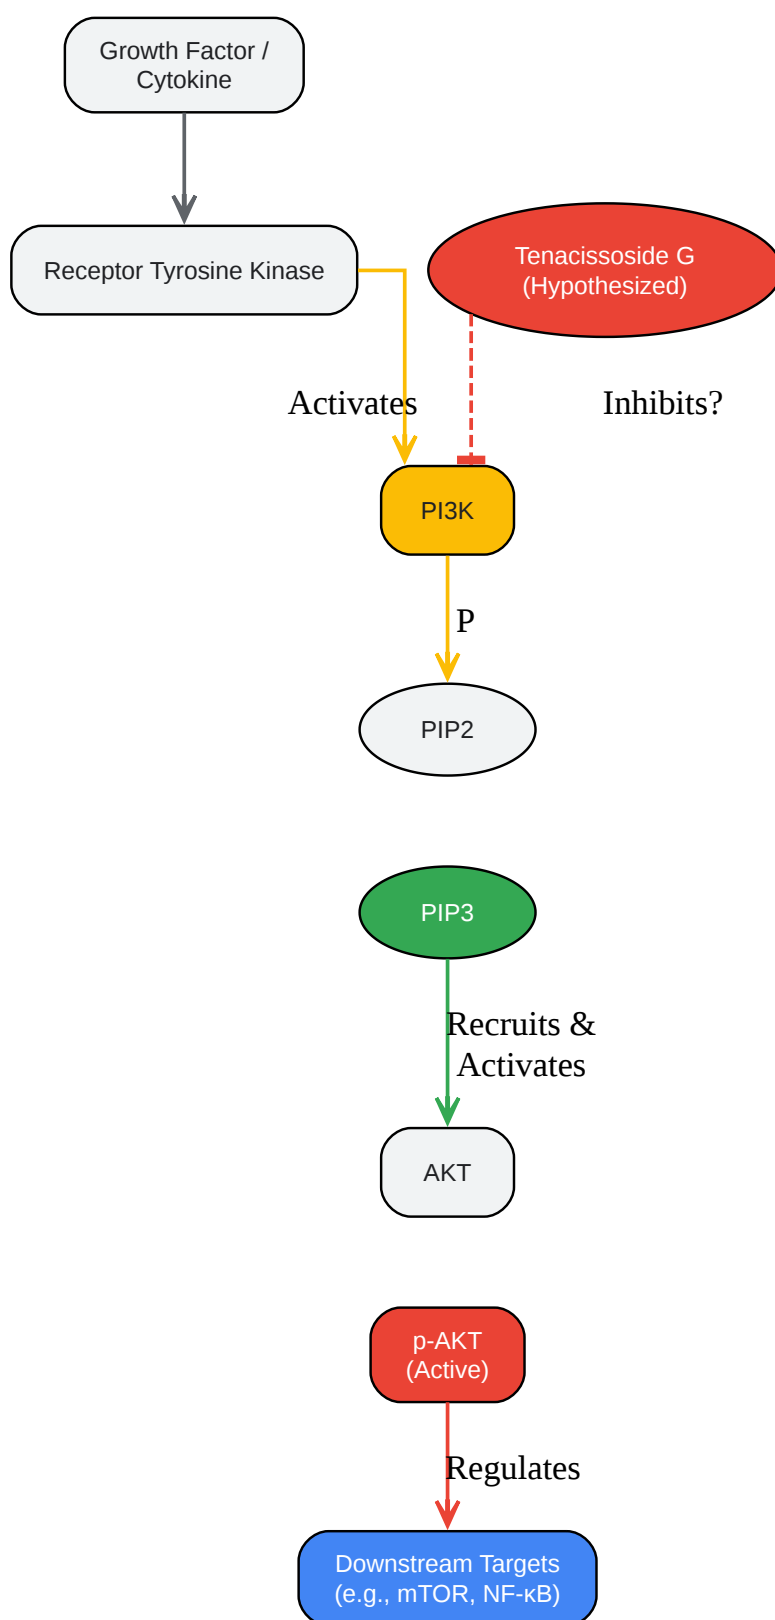 Growth Factor /
Cytokine
Receptor Tyrosine Kinase
Tenacissoside G
(Hypothesized)
Activates
Inhibits?
PI3K
P
PIP2
PIP3
Recruits &
Activates
AKT
p-AKT
(Active)
Regulates
Downstream Targets
(e.g., mTOR, NF-κB)